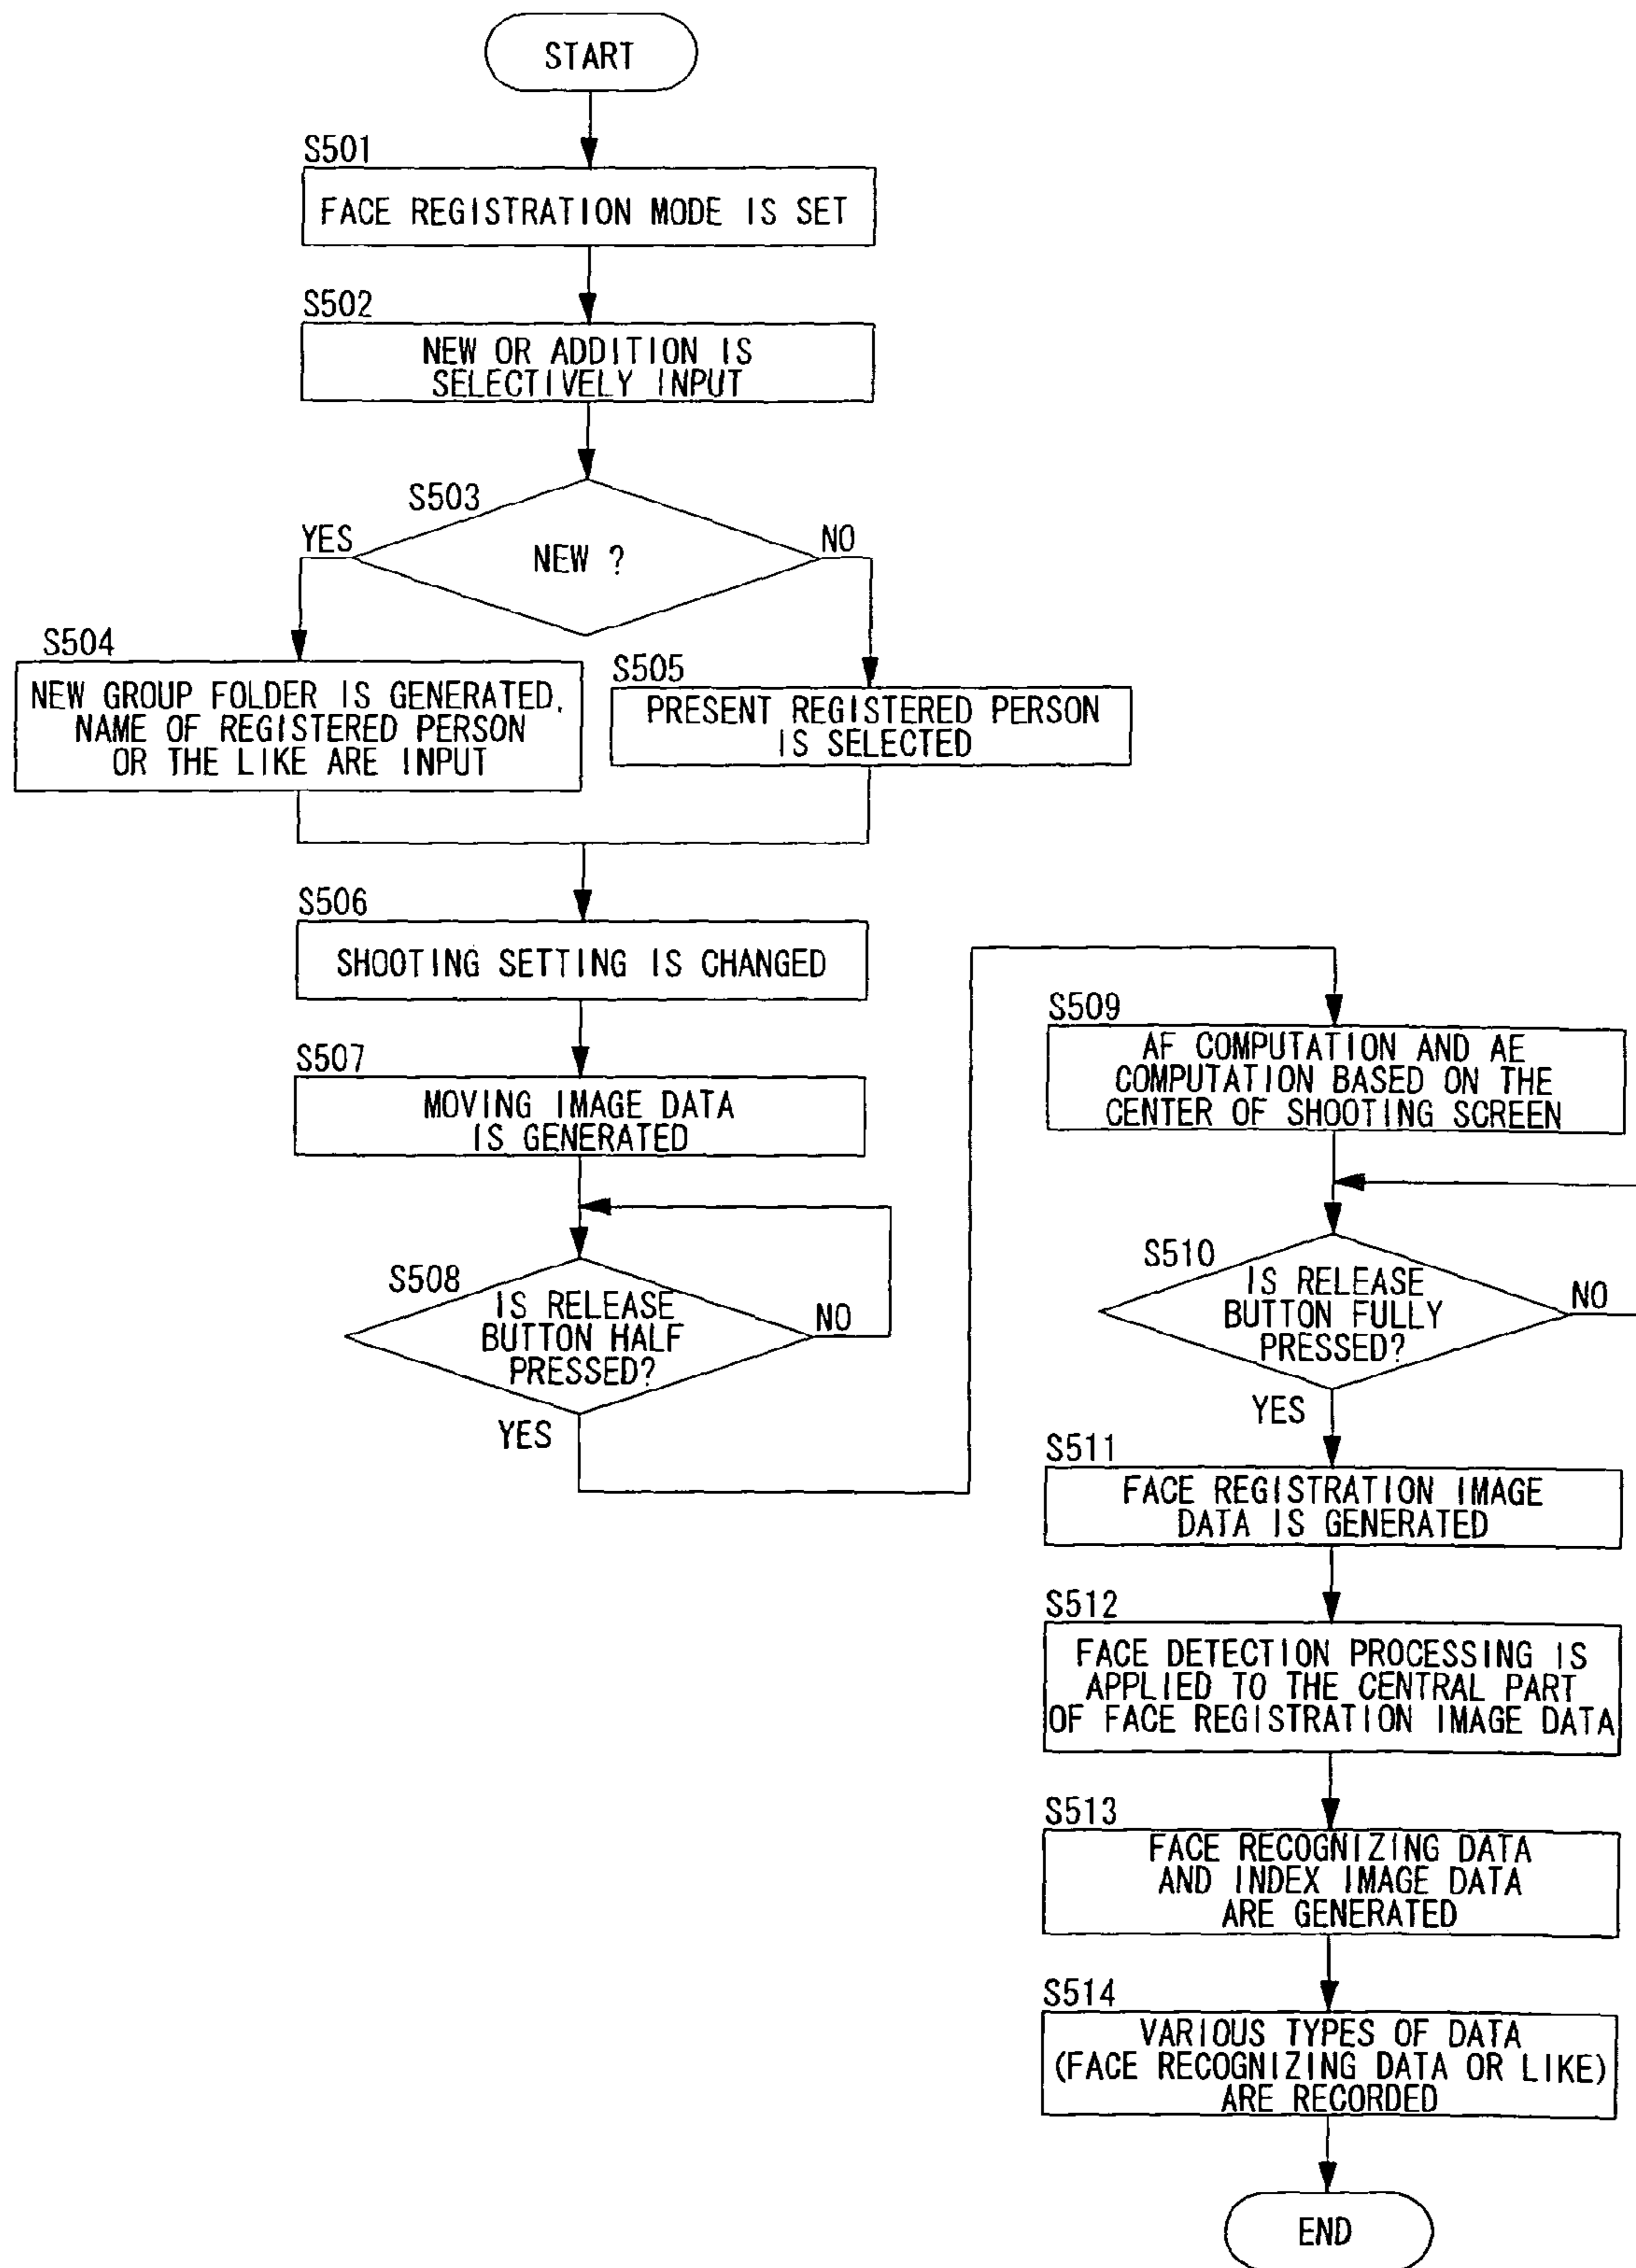 START
S501
FACE REGISTRATION MODE IS SET
S502
NEW OR ADDITION IS
SELECTIVELY INPUT
S503
YES
NEW ?
NO
S504
NEW GROUP FOLDER IS GENERATED,
NAME OF REGISTERED PERSON
OR THE LIKE ARE INPUT
S505
PRESENT REGISTERED PERSON
IS SELECTED
S506
SHOOTING SETTING IS CHANGED
S507
MOVING IMAGE DATA
IS GENERATED
S508
IS RELEASE
BUTTON HALF
PRESSED?
NO
YES
S509
AF COMPUTATION AND AE
COMPUTATION BASED ON THE
CENTER OF SHOOTING SCREEN
S510
IS RELEASE
BUTTON FULLY
PRESSED?
NO
YES
S511
FACE REGISTRATION IMAGE
DATA IS GENERATED
S512
FACE DETECTION PROCESSING IS
APPLIED TO THE CENTRAL PART
OF FACE REGISTRATION IMAGE DATA
S513
FACE RECOGNIZING DATA
AND INDEX IMAGE DATA
ARE GENERATED
S514
VARIOUS TYPES OF DATA
(FACE RECOGNIZING DATA OR LIKE)
ARE RECORDED
END